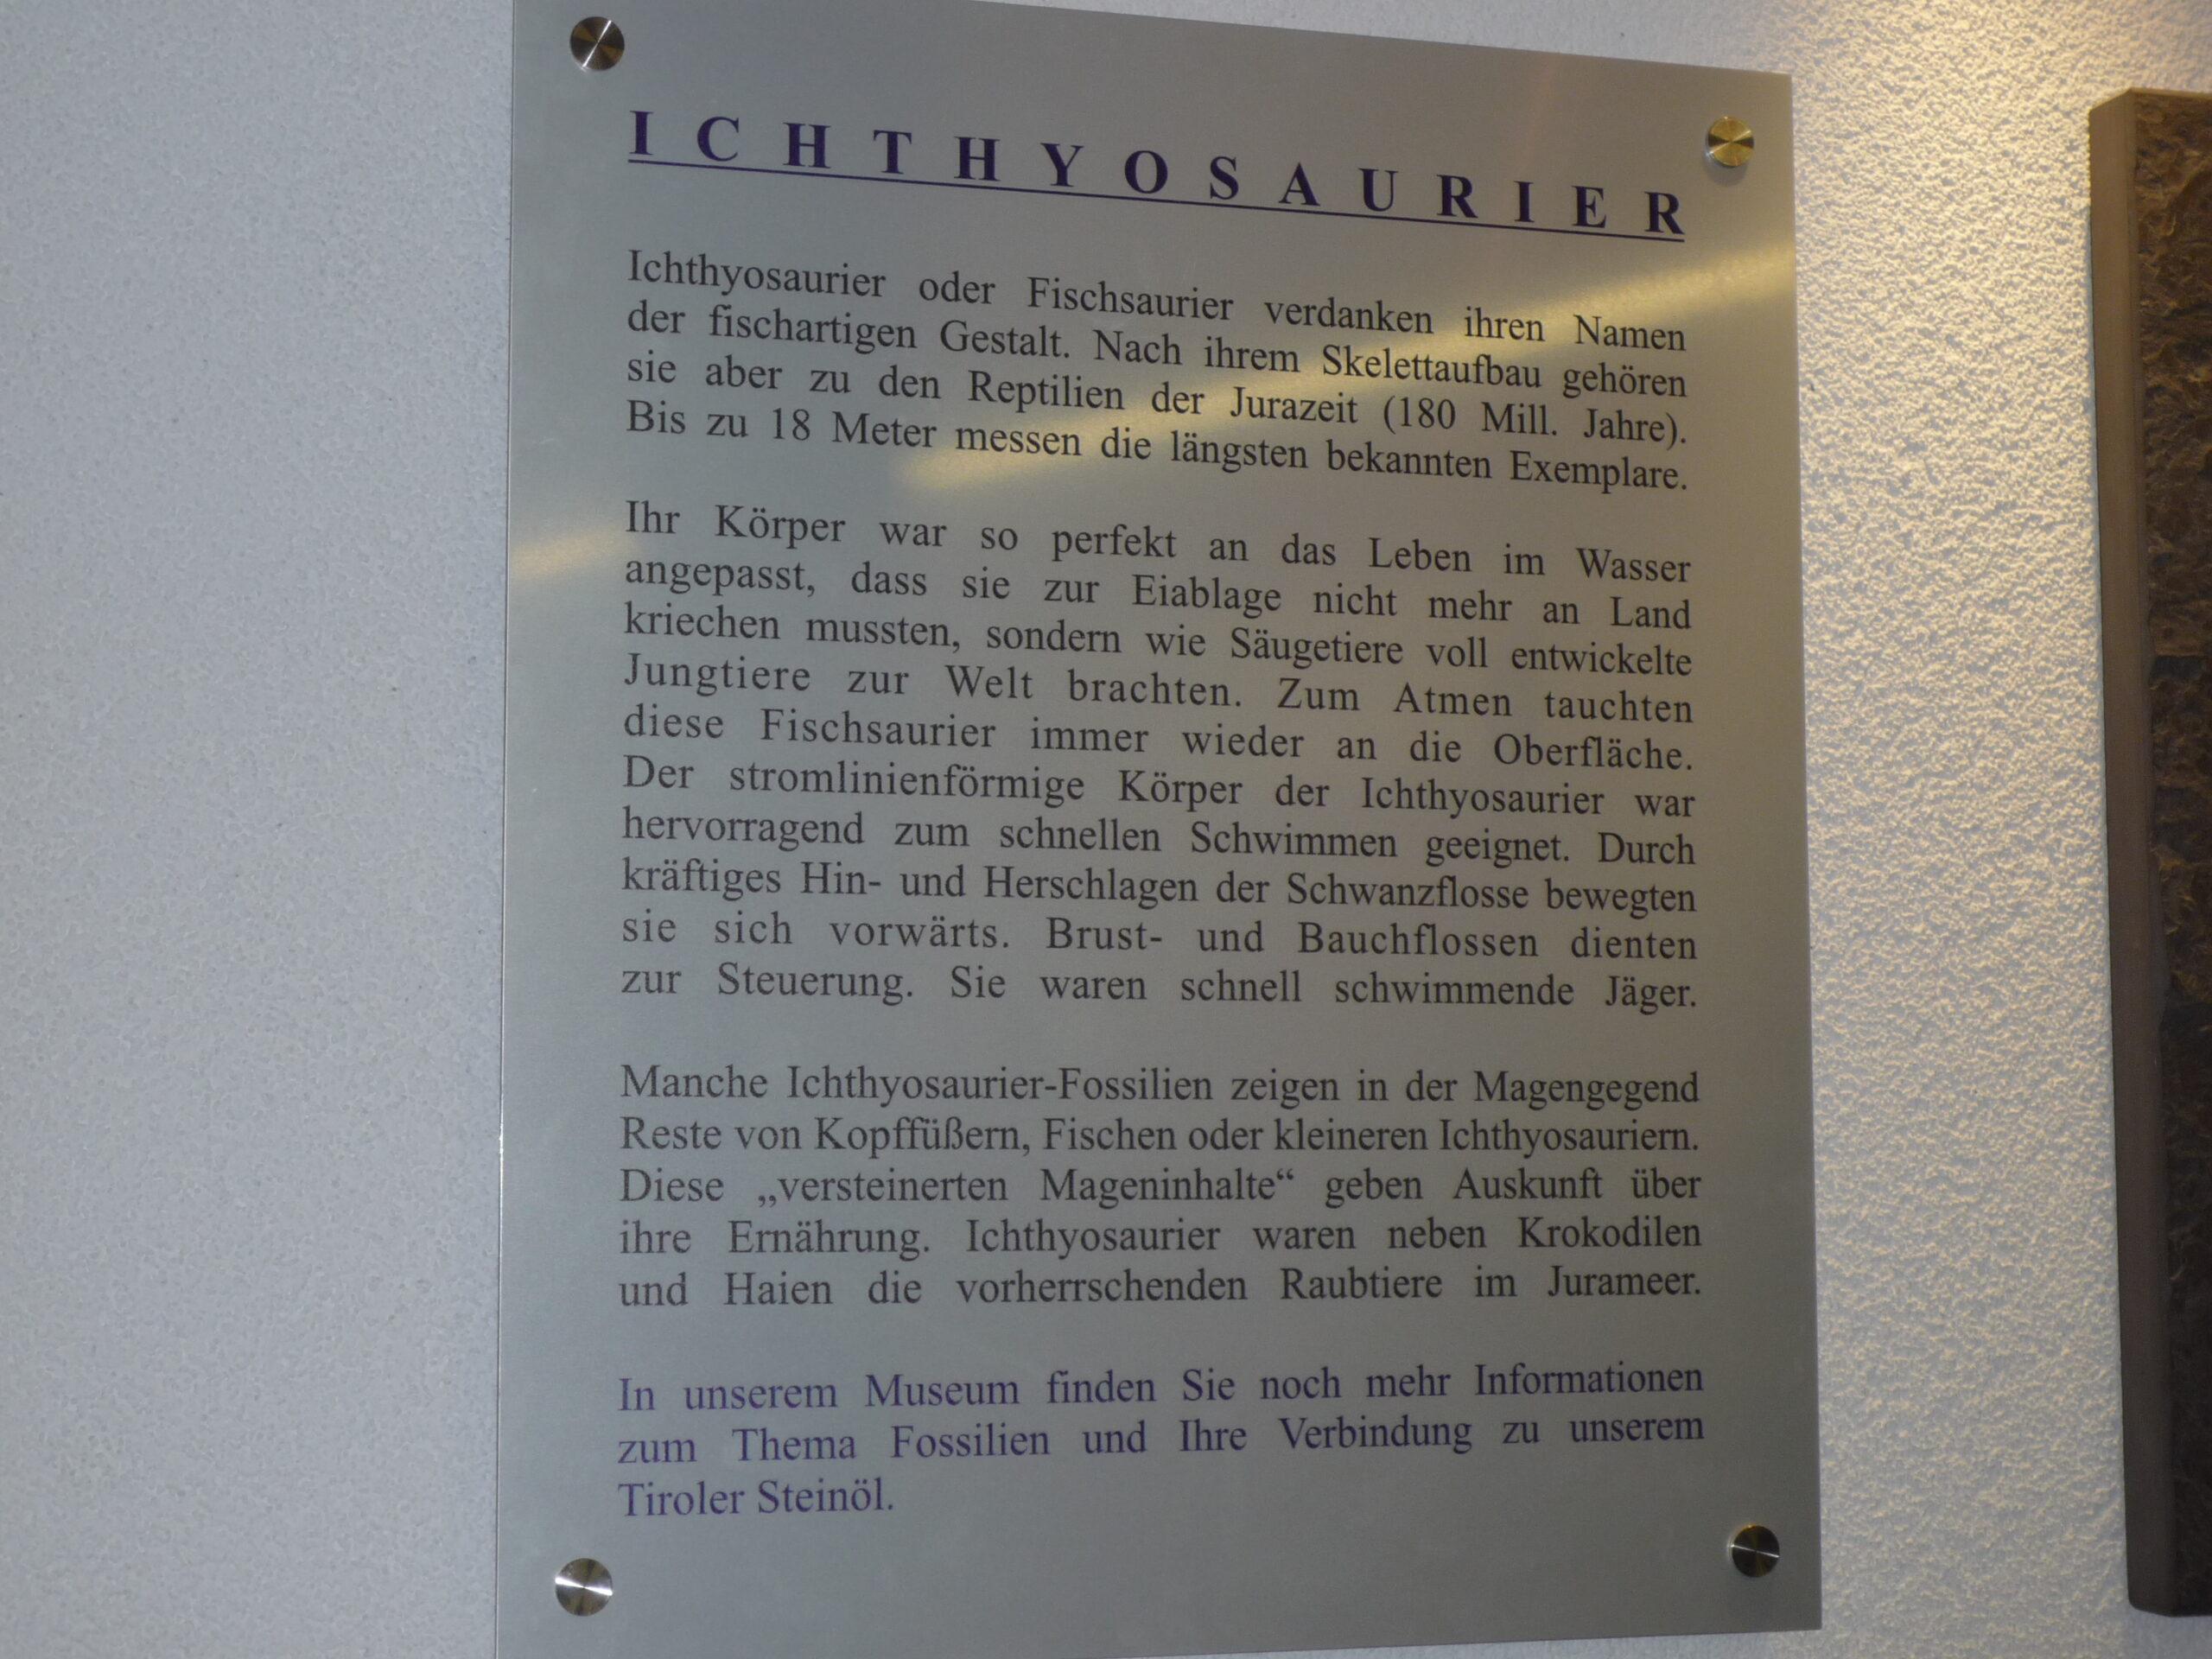 ICHTHYOSAURIER
Ichthyosaurier oder Fischsaurier verdanken ihren Namen
der fischartigen Gestalt. Nach ihrem Skelettaufbau gehören
sie aber zu den Reptilien der Jurazeit (180 Mill. Jahre).
Bis zu 18 Meter messen die längsten bekannten Exemplare.
Ihr Körper war so perfekt an das Leben im Wasser
angepasst, dass sie zur Eiablage nicht mehr an Land
kriechen mussten, sondern wie Säugetiere voll entwickelte
Jungtiere zur Welt brachten. Zum Atmen tauchten
diese Fischsaurier immer wieder an die Oberfläche.
Der stromlinienförmige Körper der Ichthyosaurier war
hervorragend zum schnellen Schwimmen geeignet. Durch
kräftiges Hin- und Herschlagen der Schwanzflosse bewegten
sie sich vorwärts. Brust- und Bauchflossen dienten
zur Steuerung. Sie waren schnell schwimmende Jäger.
Manche Ichthyosaurier-Fossilien zeigen in der Magengegend
Reste von Kopffüßern, Fischen oder kleineren Ichthyosauriern.
Diese „versteinerten Mageninhalte“ geben Auskunft über
ihre Ernährung. Ichthyosaurier waren neben Krokodilen
und Haien die vorherrschenden Raubtiere im Jurameer.
In unserem Museum finden Sie noch mehr Informationen
zum Thema Fossilien und Ihre Verbindung zu unserem
Tiroler Steinöl.